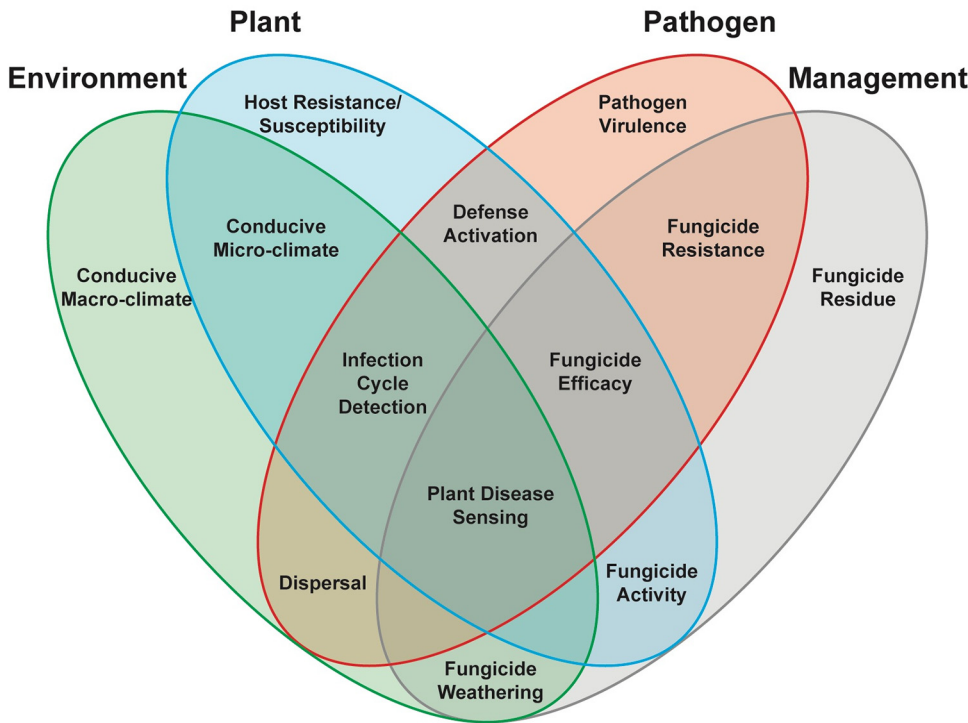 Plant
Pathogen
Environment
Management
Host Resistance/
Susceptibility
Pathogen
Virulence
Defense
Activation
Conducive
Micro-climate
Fungicide
Resistance
Conducive
Macro-climate
Fungicide
Residue
Infection
Cycle
Detection
Fungicide
Efficacy
Plant Disease
Sensing
Dispersal
Fungicide
Activity
Fungicide
Weathering